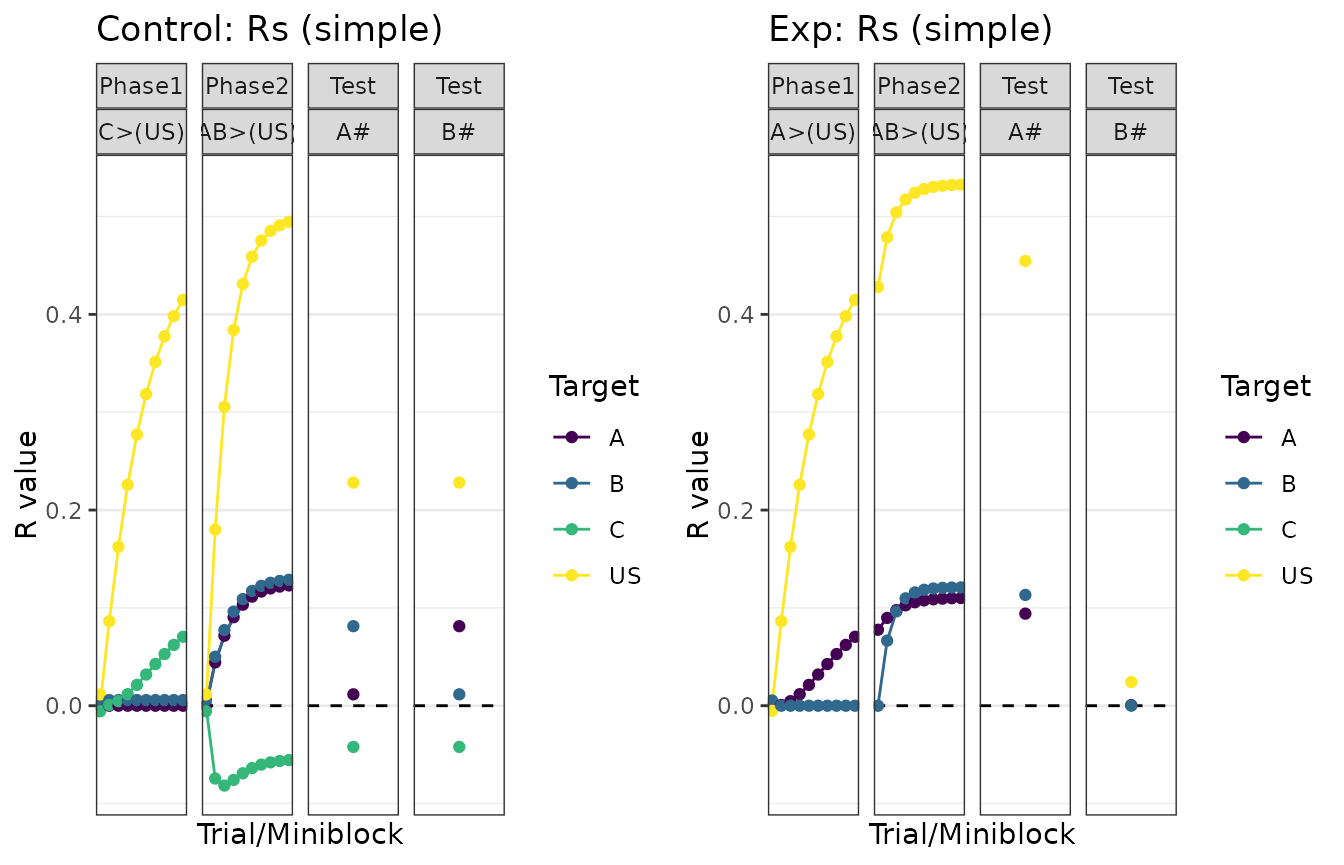 Control: Rs (simple)
Phase1 Phase2 Test Test
C>(US) AB>(US) A# B#
R value
0.4
0.2
0.0
Trial/Miniblock
Target
A
B
C
US
Exp: Rs (simple)
Phase1 Phase2 Test Test
A>(US) AB>(US) A# B#
R value
0.4
0.2
0.0
Trial/Miniblock
Target
A
B
C
US